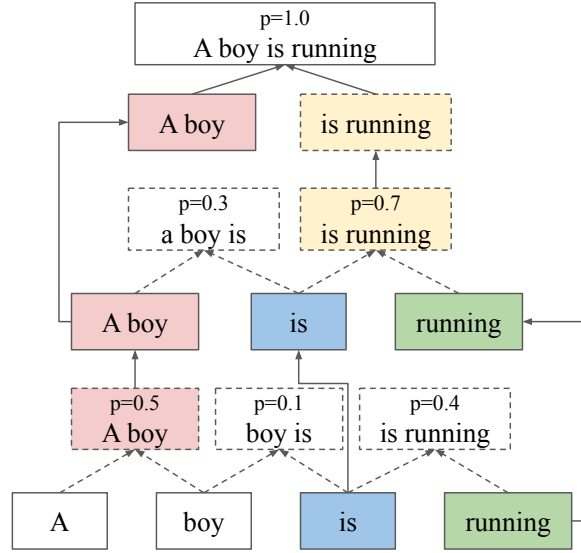 p=1.0
A boy is running
A boy
is running
p=0.3
a boy is
p=0.7
is running
A boy
is
running
p=0.5
A boy
p=0.1
boy is
p=0.4
is running
A
boy
is
running